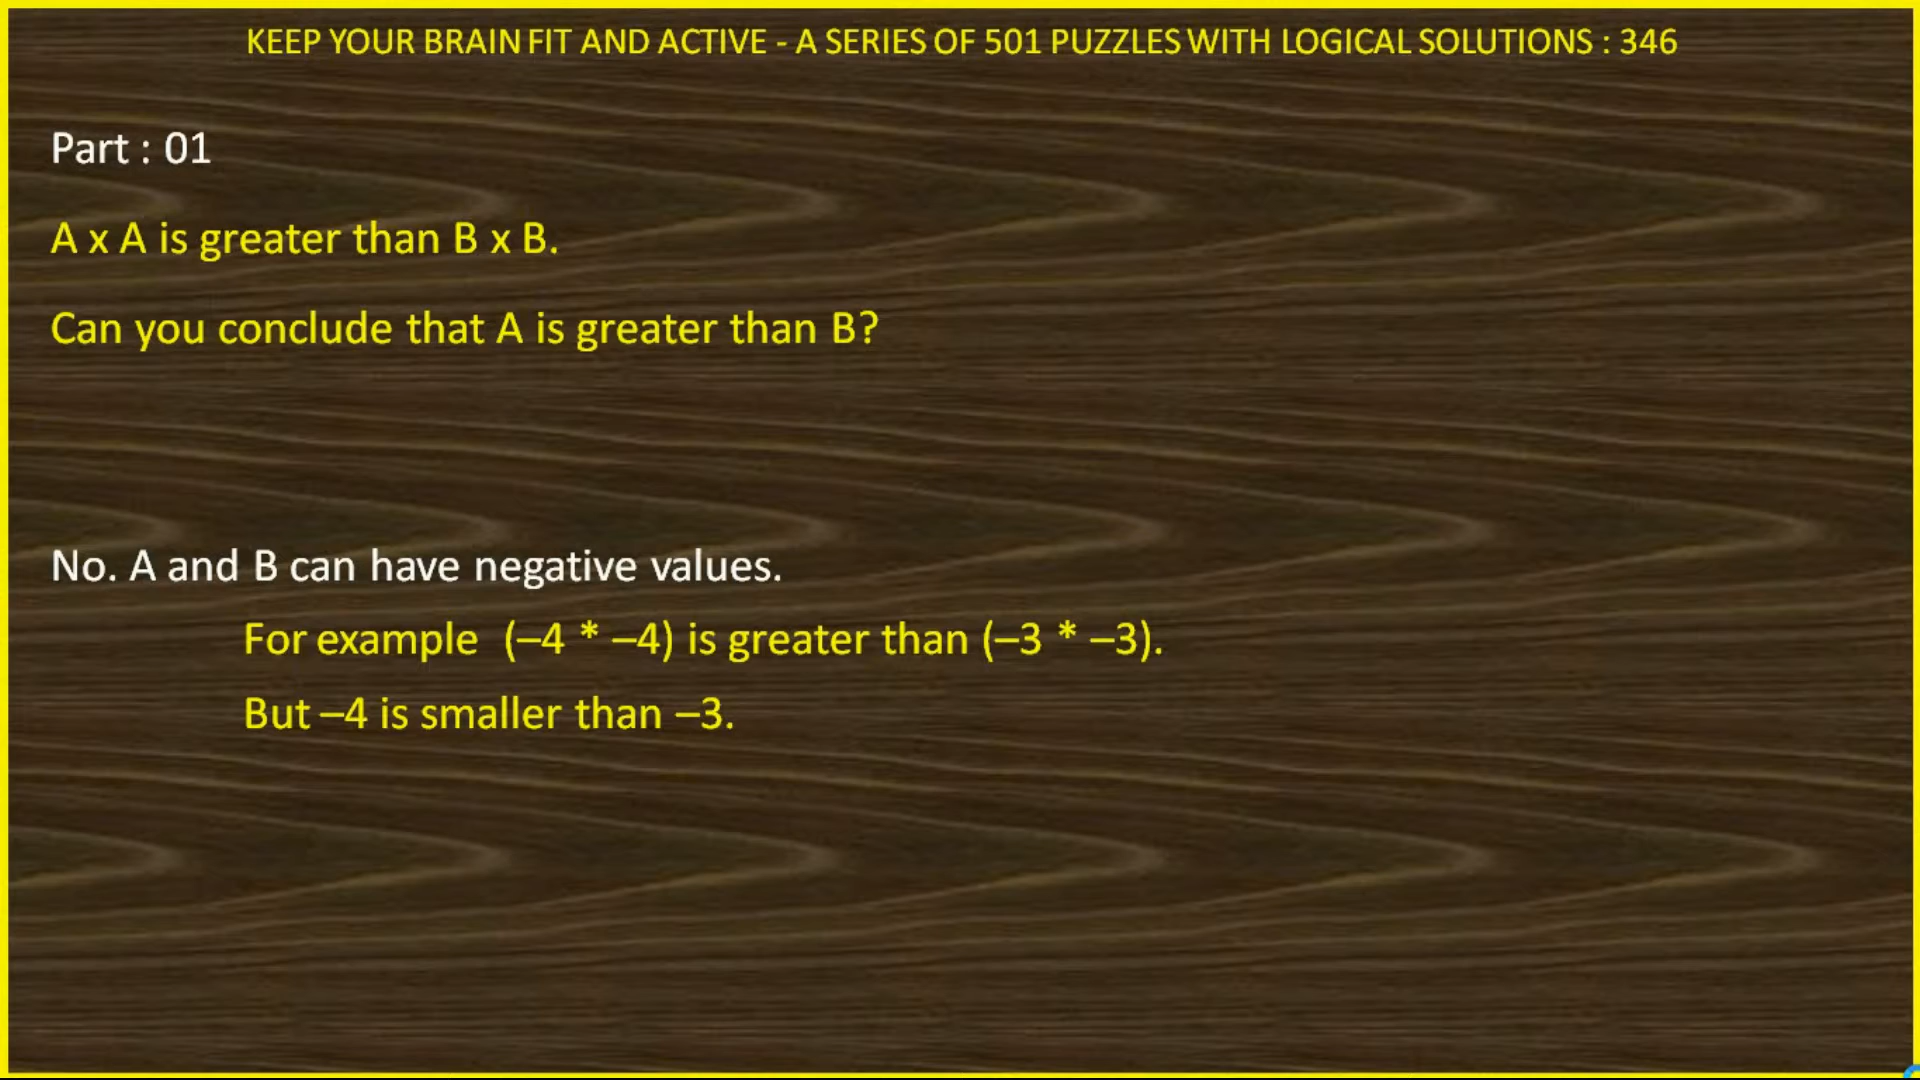 KEEP YOUR BRAIN FIT AND ACTIVE - A SERIES OF 501 PUZZLES WITH LOGICAL SOLUTIONS : 346
Part : 01
A x A is greater than B x B.
Can you conclude that A is greater than B?
No. A and B can have negative values.
For example (–4 * –4) is greater than (–3 * –3).
But –4 is smaller than –3.